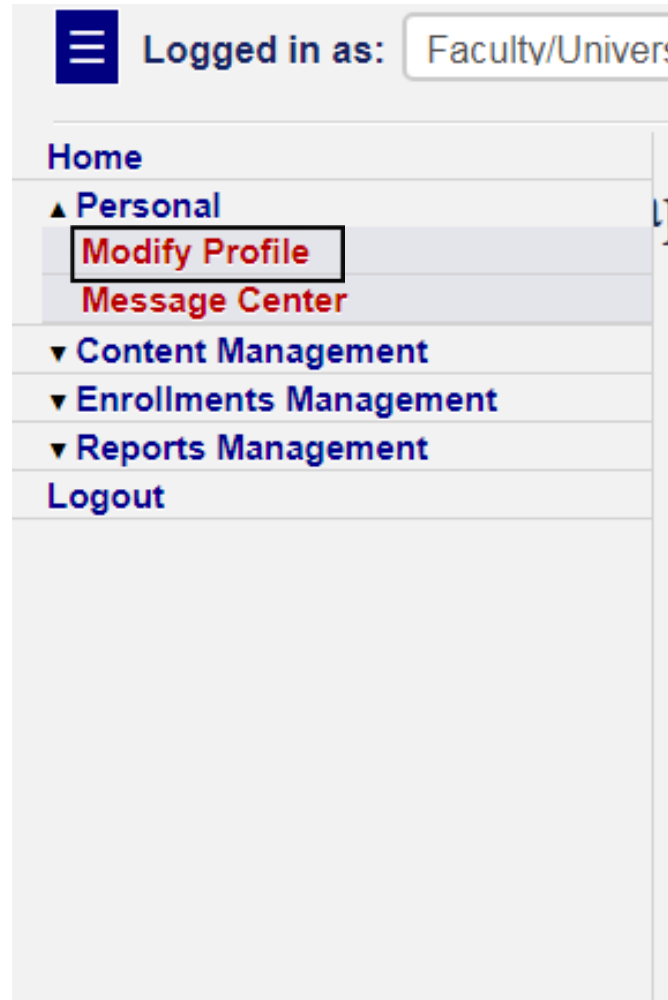 Logged in as: Faculty/Univers
Home
▴ Personal
Modify Profile
Message Center
▾ Content Management
▾ Enrollments Management
▾ Reports Management
Logout